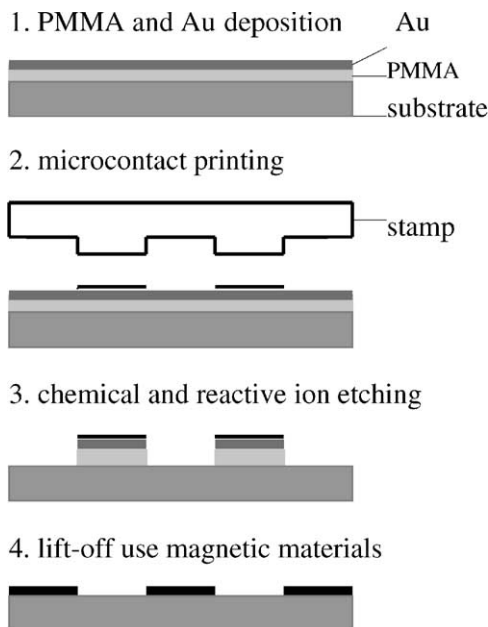 1. PMMA and Au deposition
Au
PMMA
substrate
2. microcontact printing
stamp
3. chemical and reactive ion etching
4. lift-off use magnetic materials